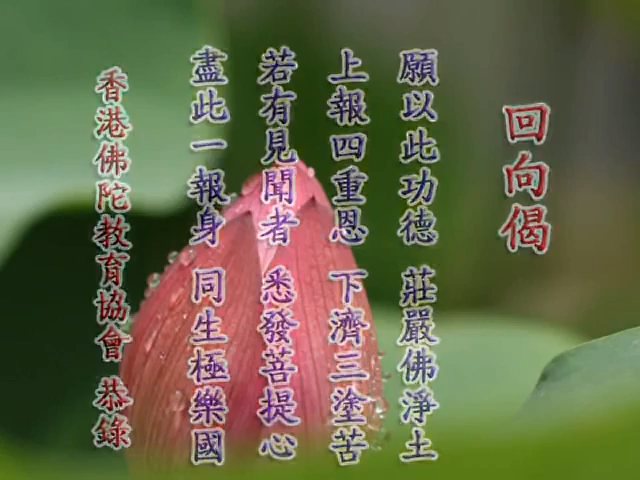 回向偈
願以此功德 莊嚴佛淨土
上報四重恩 下濟三塗苦
若有見聞者 悉發菩提心
盡此一報身 同生極樂國
香港佛陀教育協會 恭錄